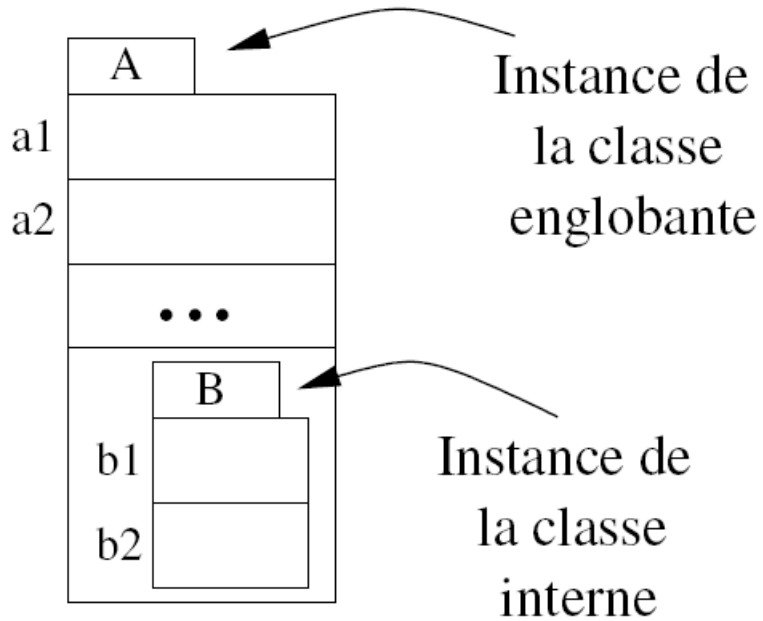 A
Instance de
la classe
englobante
a1
a2
...
B
b1
b2
Instance de
la classe
interne